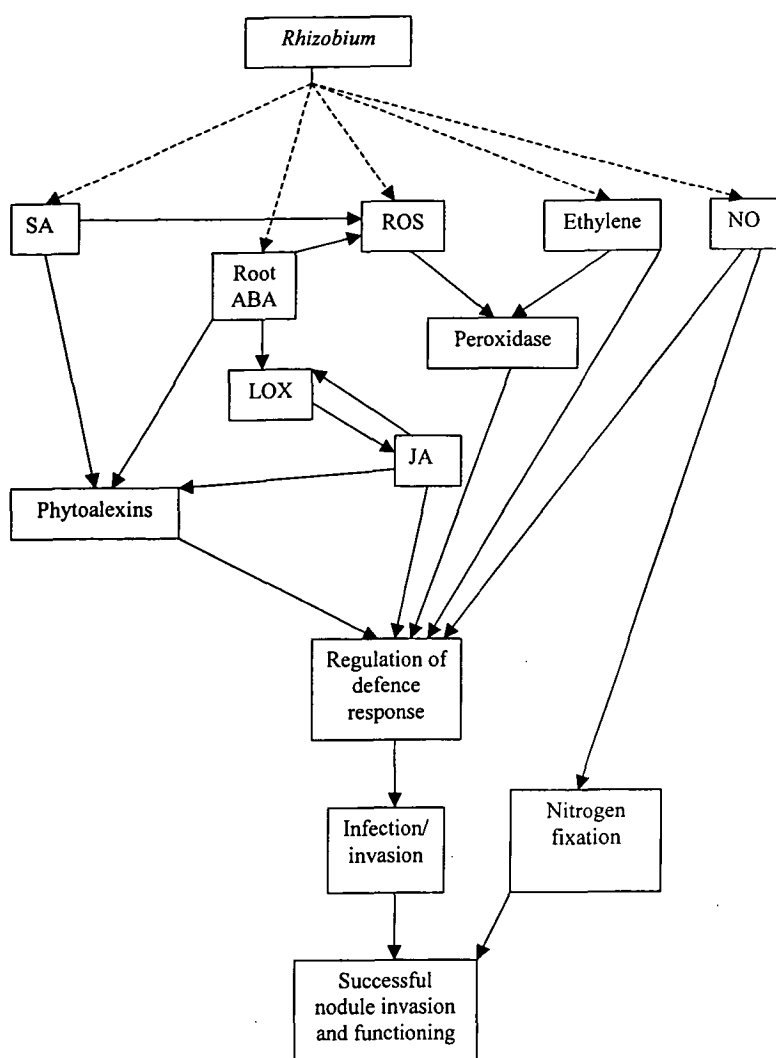 Rhizobium
SA
ROS
Ethylene
NO
Root
ABA
Peroxidase
LOX
JA
Phytoalexins
Regulation of
defence
response
Infection/
invasion
Nitrogen
fixation
Successful
nodule invasion
and functioning